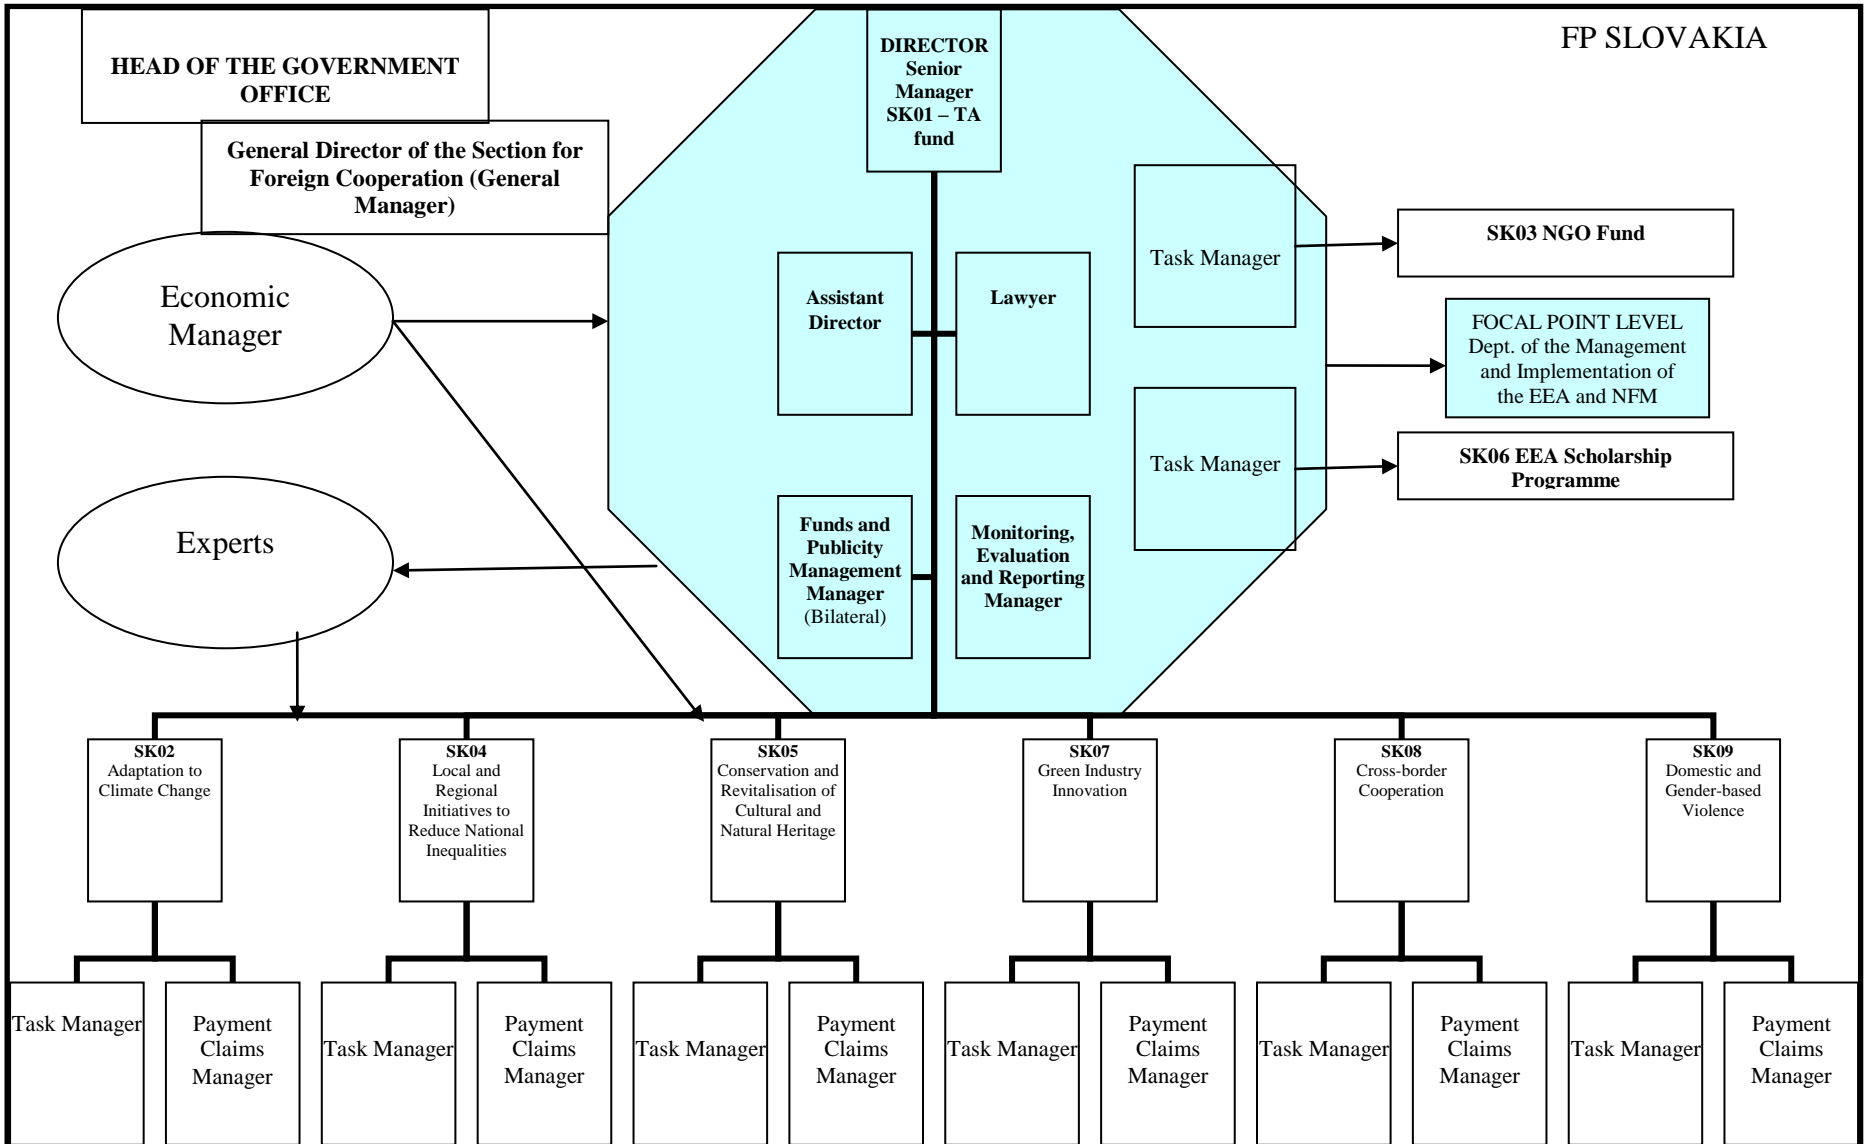 FP SLOVAKIA
HEAD OF THE GOVERNMENT
OFFICE
General Director of the Section for
Foreign Cooperation (General
Manager)
DIRECTOR
Senior
Manager
SK01 – TA
fund
Economic
Manager
Experts
Assistant
Director
Lawyer
Funds and
Publicity
Management
Manager
(Bilateral)
Monitoring,
Evaluation
and Reporting
Manager
Task Manager
Task Manager
SK03 NGO Fund
FOCAL POINT LEVEL
Dept. of the Management
and Implementation of
the EEA and NFM
SK06 EEA Scholarship
Programme
SK02
Adaptation to
Climate Change
SK04
Local and
Regional
Initiatives to
Reduce National
Inequalities
SK05
Conservation and
Revitalisation of
Cultural and
Natural Heritage
SK07
Green Industry
Innovation
SK08
Cross-border
Cooperation
SK09
Domestic and
Gender-based
Violence
Task Manager
Payment
Claims
Manager
Task Manager
Payment
Claims
Manager
Task Manager
Payment
Claims
Manager
Task Manager
Payment
Claims
Manager
Task Manager
Payment
Claims
Manager
Task Manager
Payment
Claims
Manager